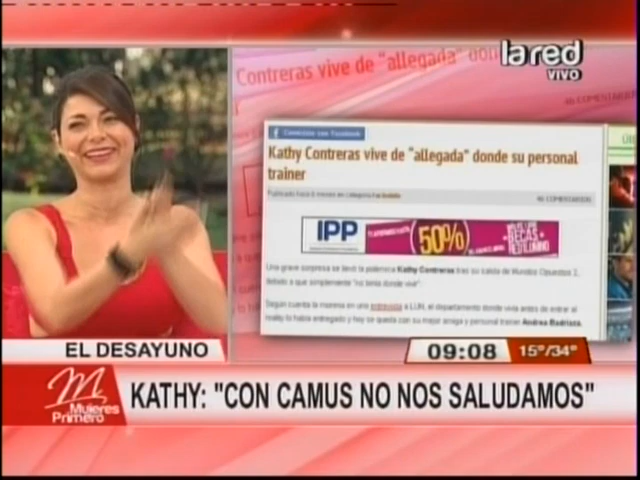 Contreras vive de "allegada" don
la red
VIVO
Kathy Contreras vive de "allegada" donde su personal
trainer
IPP
50%
BECAS
Una grave sorpresa se llevó la polémica Kathy Contreras tras su salida de Mundos Opuestos 2,
debido a que simplemente "no tenía donde vivir".
Según cuenta la morena en una entrevista a LUN, el departamento donde vivía antes de entrar al
reality lo había entregado y hoy se queda con su mejor amiga y personal trainer Andrea
EL DESAYUNO
09:08
15°/34°
M
Mujeres
Primero
KATHY: "CON CAMUS NO NOS SALUDAMOS"